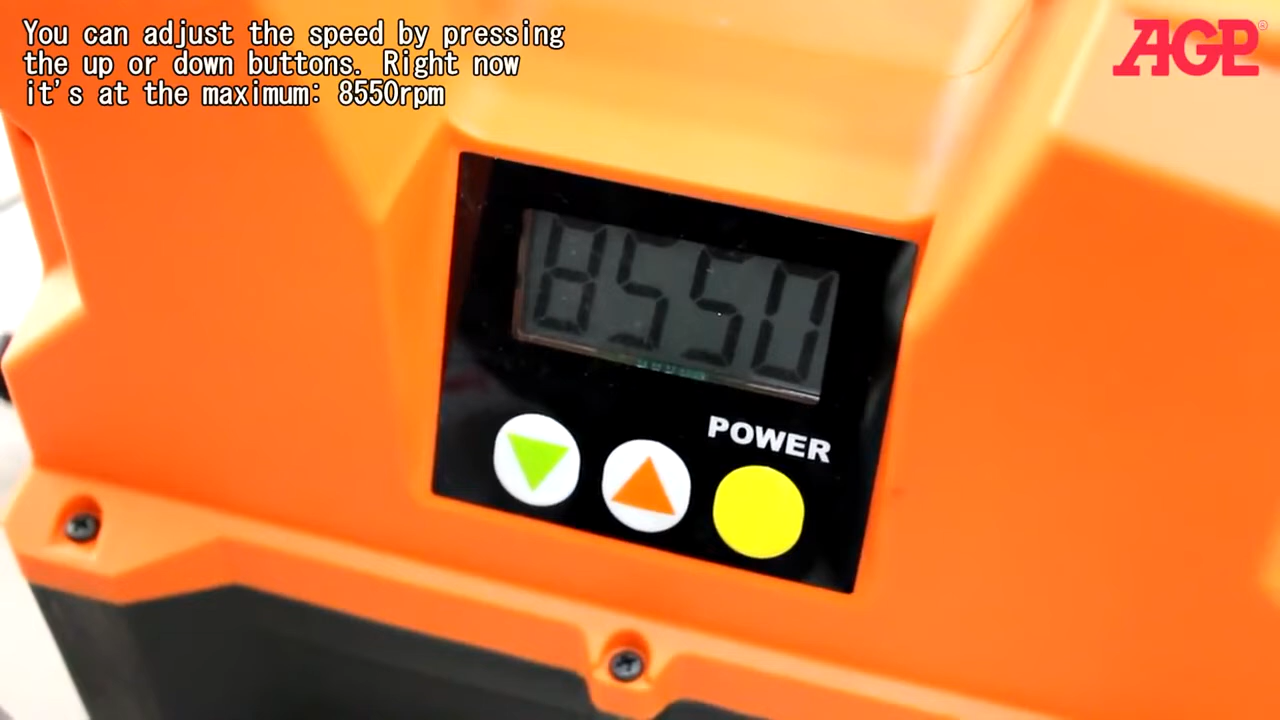 You can adjust the speed by pressing
the up or down buttons. Right now
it's at the maximum: 8550rpm
AGP®
8550
POWER